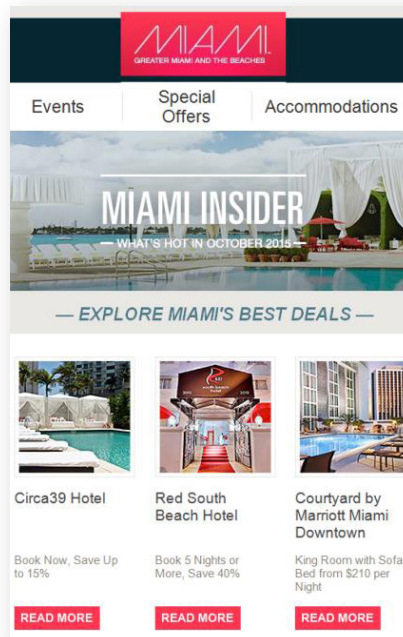 MIAMI
GREATER MIAMI AND THE BEACHES
Events
Special
Offers
Accommodations
MIAMI INSIDER
— WHAT'S HOT IN OCTOBER 2015 —
— EXPLORE MIAMI'S BEST DEALS —
Circa39 Hotel
Book Now, Save Up
to 15%
READ MORE
Red South
Beach Hotel
Book 5 Nights or
More, Save 40%
READ MORE
Courtyard by
Marriott Miami
Downtown
King Room with Sofa
Bed from $210 per
Night
READ MORE